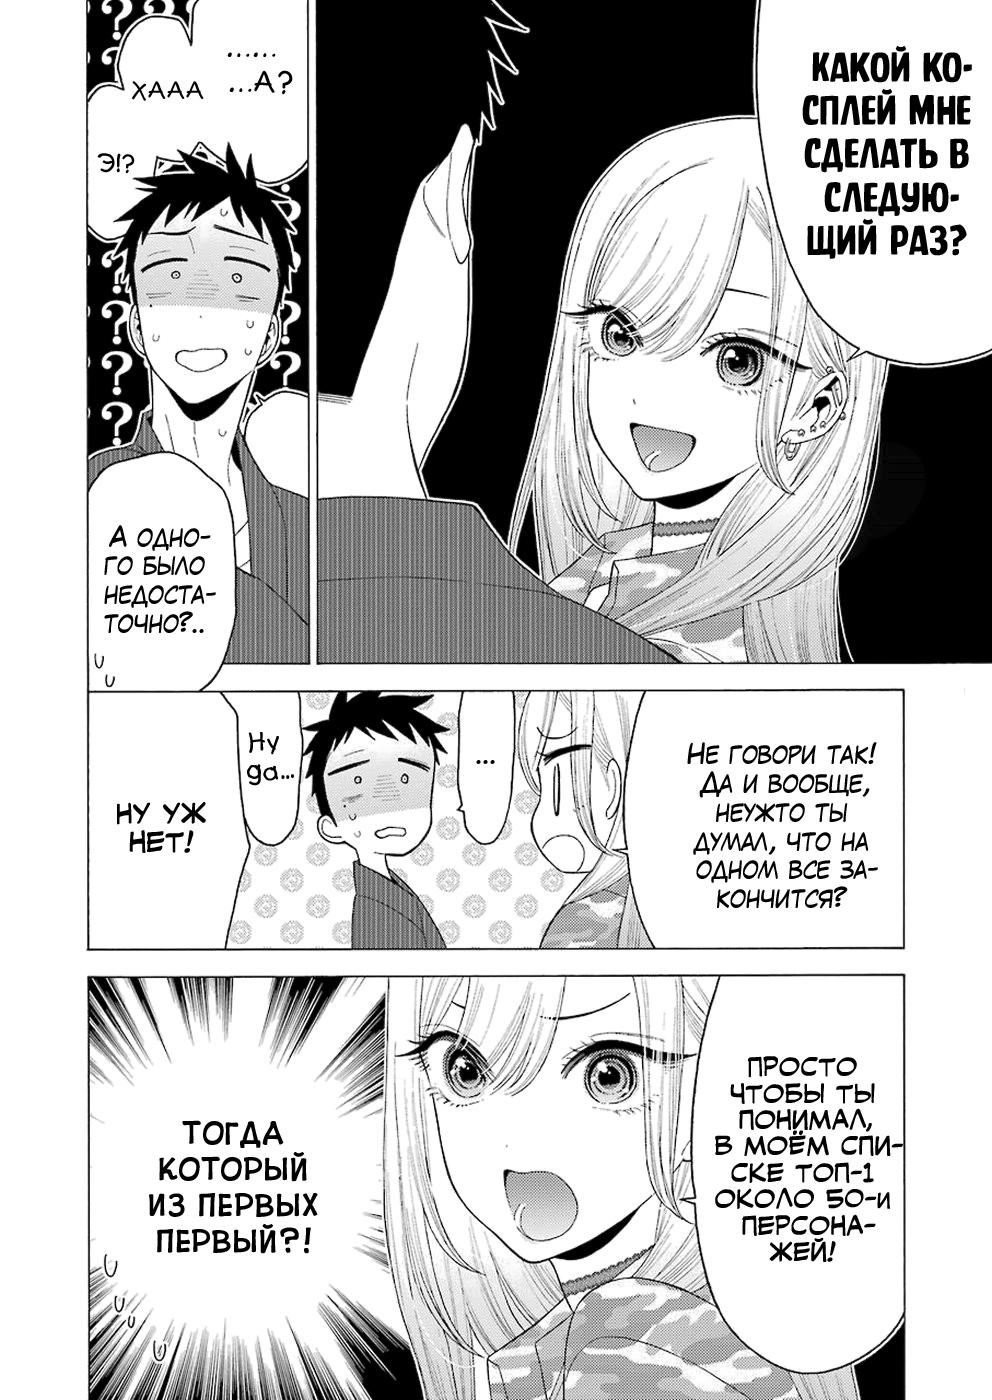 КАКОЙ КО-
СПЛЕЙ МНЕ
СДЕЛАТЬ В
СЛЕДУЮ-
ЩИЙ РАЗ?
……
…А?
ХААА
Э!?
А ОДНО-
ГО БЫЛО
НЕДОСТА-
ТОЧНО?..
НЕ ГОВОРИ ТАК!
ДА И ВООБЩЕ,
НЕУЖТО ТЫ
ДУМАЛ, ЧТО НА
ОДНОМ ВСЕ ЗА-
КОНЧИТСЯ?
...
Ну
да...
НУ УЖ
НЕТ!
ПРОСТО
ЧТОБЫ ТЫ
ПОНИМАЛ,
В МОЁМ СПИ-
СКЕ ТОП-1
ОКОЛО 50-И
ПЕРСОНА-
ЖЕЙ!
ТОГДА
КОТОРЫЙ
ИЗ ПЕРВЫХ
ПЕРВЫЙ?!